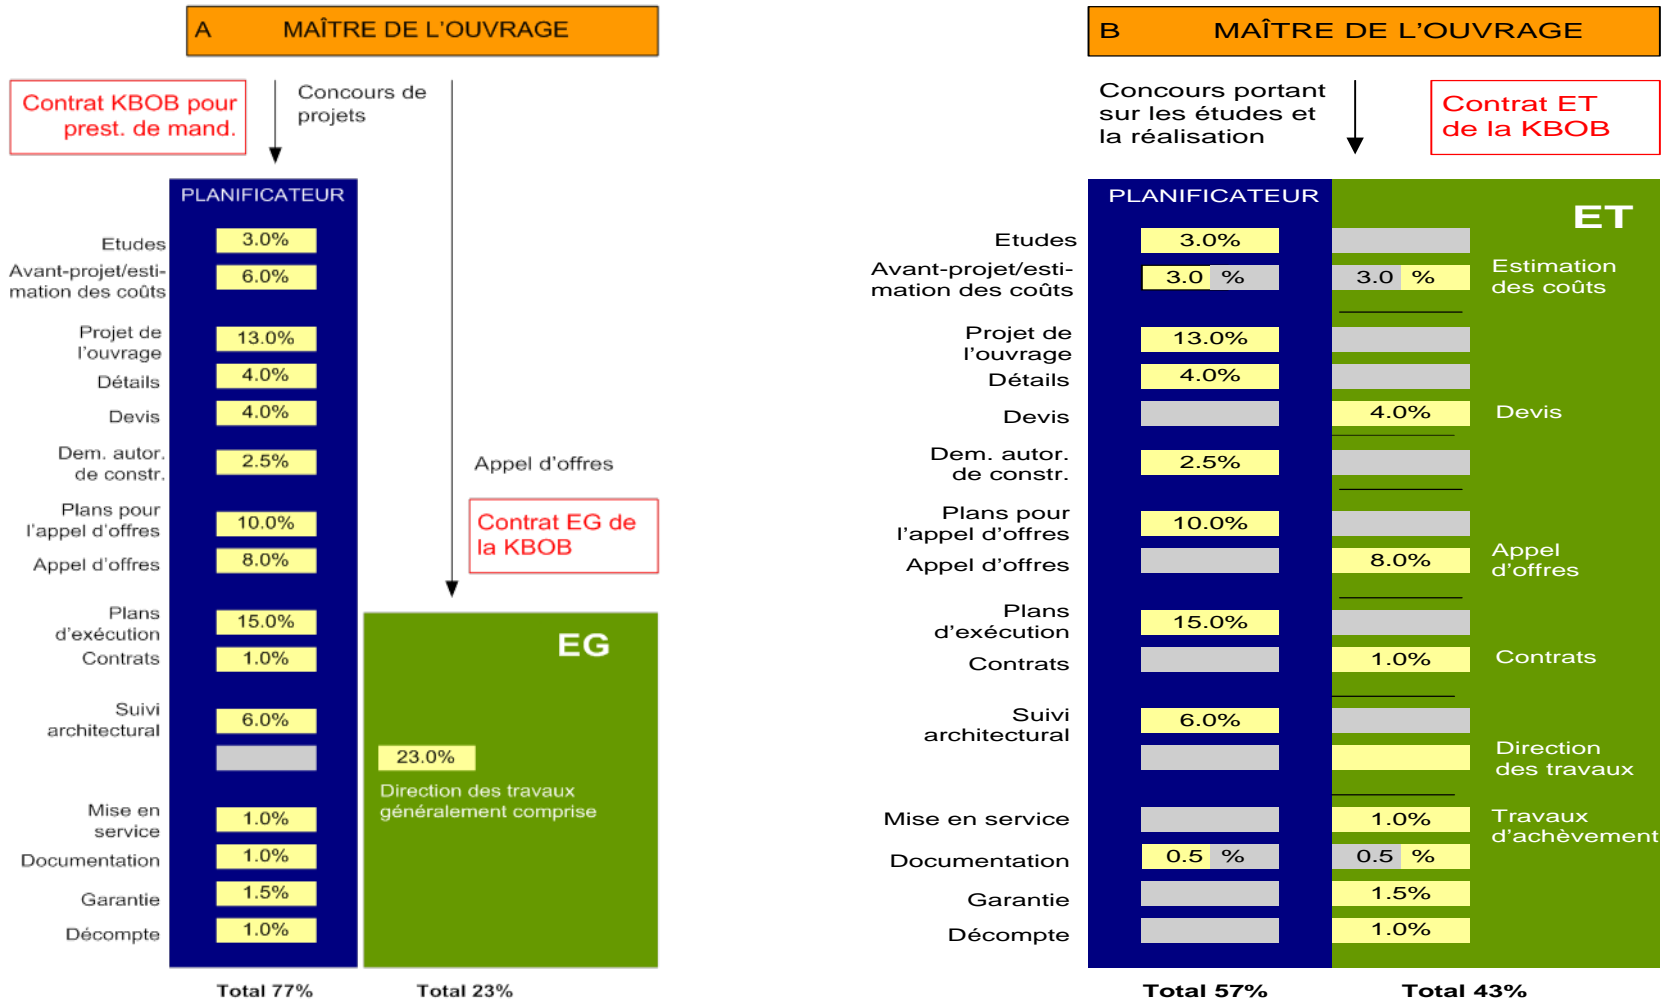 A MAÎTRE DE L'OUVRAGE
Contrat KBOB pour
prest. de mand.
Concours de
projets
PLANIFICATEUR
Etudes 3.0%
Avant-projet/esti-
mation des coûts 6.0%
Projet de
l'ouvrage 13.0%
Détails 4.0%
Devis 4.0%
Dem. autor.
de constr. 2.5%
Appel d'offres
Contrat EG de
la KBOB
Plans pour
l'appel d'offres 10.0%
Appel d'offres 8.0%
EG
Plans
d'exécution 15.0%
Contrats 1.0%
Suivi
architectural 6.0%
23.0%
Direction des travaux
généralement comprise
Mise en
service 1.0%
Documentation 1.0%
Garantie 1.5%
Décompte 1.0%
Total 77% Total 23%
B MAÎTRE DE L'OUVRAGE
Concours portant
sur les études et
la réalisation
Contrat ET
de la KBOB
PLANIFICATEUR
ET
Etudes 3.0%
Avant-projet/esti-
mation des coûts 3.0 % 3.0 %
Estimation
des coûts
Projet de
l'ouvrage 13.0%
Détails 4.0%
Devis 4.0% Devis
Dem. autor.
de constr. 2.5%
Plans pour
l'appel d'offres 10.0%
Appel d'offres 8.0%
Appel
d'offres
Plans
d'exécution 15.0%
Contrats 1.0% Contrats
Suivi
architectural 6.0%
Direction
des travaux
Mise en service 1.0%
Travaux
d'achèvement
Documentation 0.5 % 0.5 %
Garantie 1.5%
Décompte 1.0%
Total 57% Total 43%